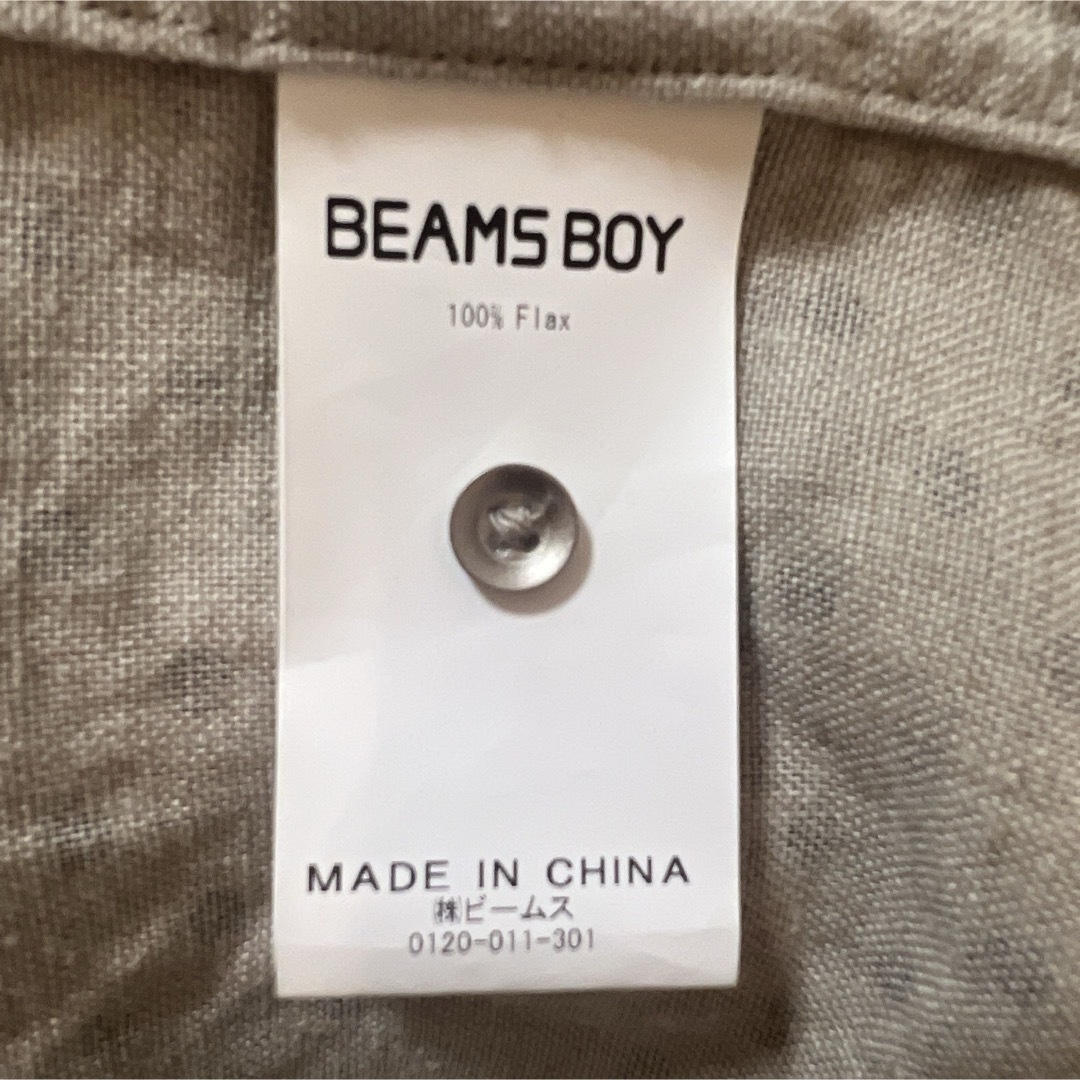 BEAMS BOY
100% Flax
MADE IN CHINA
㈱ビームス
0120-011-301